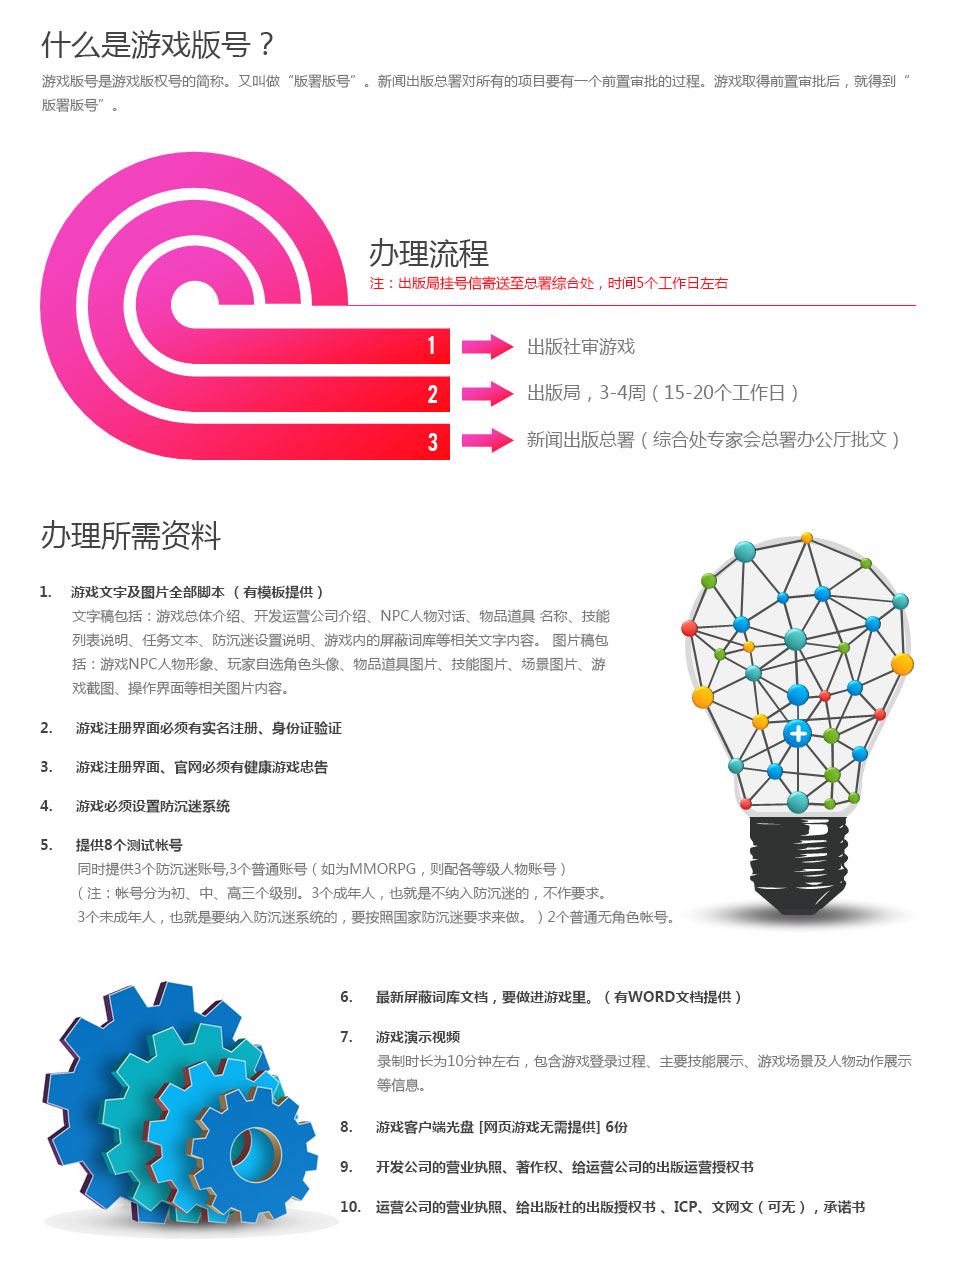 什么是游戏版号？
游戏版号是游戏版权号的简称。又叫做“版署版号”。新闻出版总署对所有的项目要有一个前置审批的过程。游戏取得前置审批后，就得到“
版署版号”。
办理流程
注：出版局挂号信寄送至总署综合处，时间5个工作日左右
1 出版社审游戏
2 出版局，3-4周（15-20个工作日）
3 新闻出版总署（综合处专家会总署办公厅批文）
办理所需资料
1. 游戏文字及图片全部脚本（有模板提供）
文字稿包括：游戏总体介绍、开发运营公司介绍、NPC人物对话、物品道具 名称、技能
列表说明、任务文本、防沉迷设置说明、游戏内的屏蔽词库等相关文字内容。 图片稿包
括：游戏NPC人物形象、玩家自选角色头像、物品道具图片、技能图片、场景图片、游
戏截图、操作界面等相关图片内容。
2. 游戏注册界面必须有实名注册、身份证验证
3. 游戏注册界面、官网必须有健康游戏忠告
4. 游戏必须设置防沉迷系统
5. 提供8个测试帐号
同时提供3个防沉迷账号,3个普通账号（如为MMORPG，则配各等级人物账号）
（注：帐号分为初、中、高三个级别。3个成年人，也就是不纳入防沉迷的，不作要求。
3个未成年人，也就是要纳入防沉迷系统的，要按照国家防沉迷要求来做。）2个普通无角色帐号。
6. 最新屏蔽词库文档，要做进游戏里。（有WORD文档提供）
7. 游戏演示视频
录制时长为10分钟左右，包含游戏登录过程、主要技能展示、游戏场景及人物动作展示
等信息。
8. 游戏客户端光盘 [网页游戏无需提供] 6份
9. 开发公司的营业执照、著作权、给运营公司的出版运营授权书
10. 运营公司的营业执照、给出版社的出版授权书 、ICP、文网文（可无），承诺书